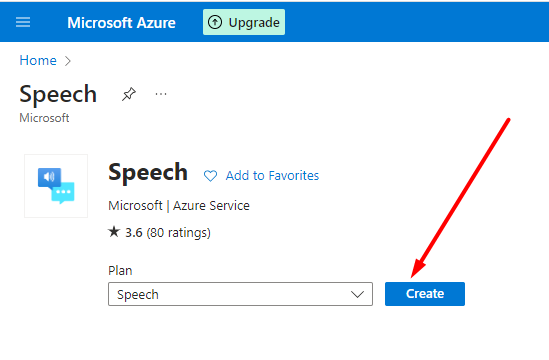 Microsoft Azure Upgrade
Home
Speech
Microsoft
Speech Add to Favorites
Microsoft | Azure Service
3.6 (80 ratings)
Plan
Speech Create